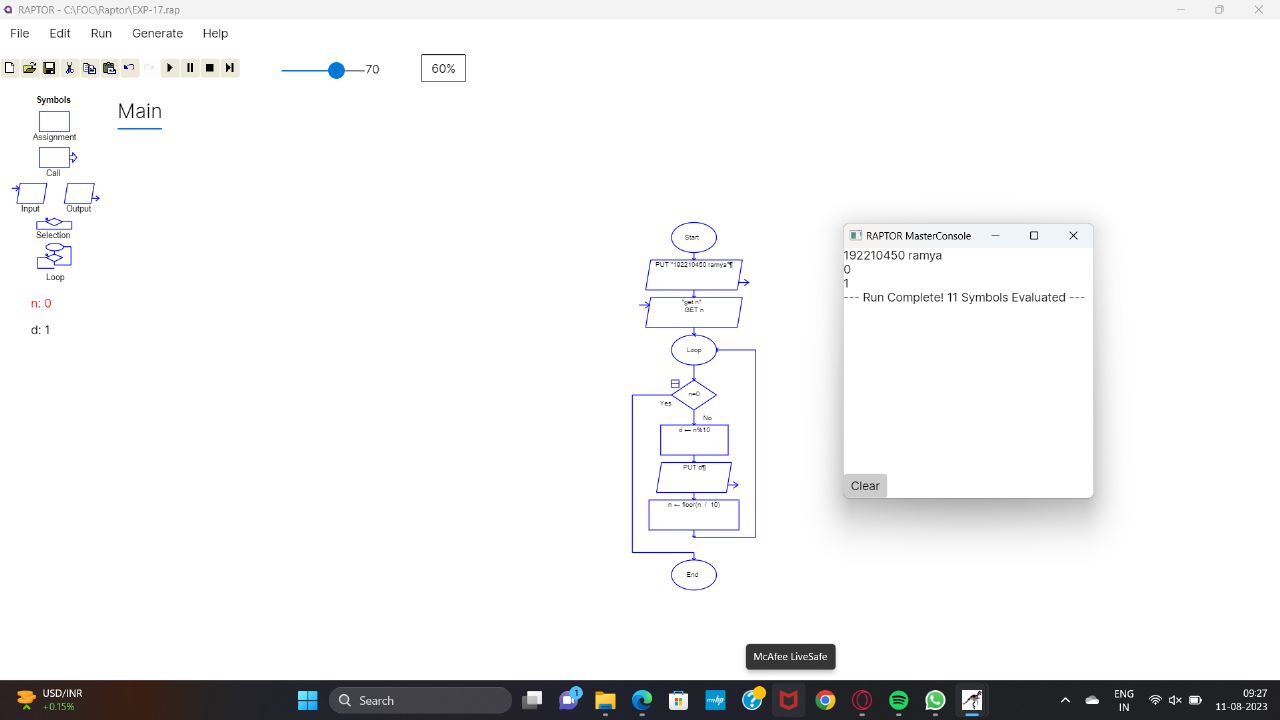 RAPTOR - C:\FOC\Raptor\EXP-17.rap
File Edit Run Generate Help
70
60%
Symbols
Assignment
Call
Input Output
Selection
Loop
n: 0
d: 1
Main
Start
PUT "192210450 ramya"¶
"get n"
GET n
Loop
n=0
Yes
No
d ← n%10
PUT d¶
n ← floor(n / 10)
End
RAPTOR MasterConsole
192210450 ramya
0
1
--- Run Complete! 11 Symbols Evaluated ---
Clear
McAfee LiveSafe
USD/INR
+0.15%
Search
1
myhp
ENG
IN
09:27
11-08-2023